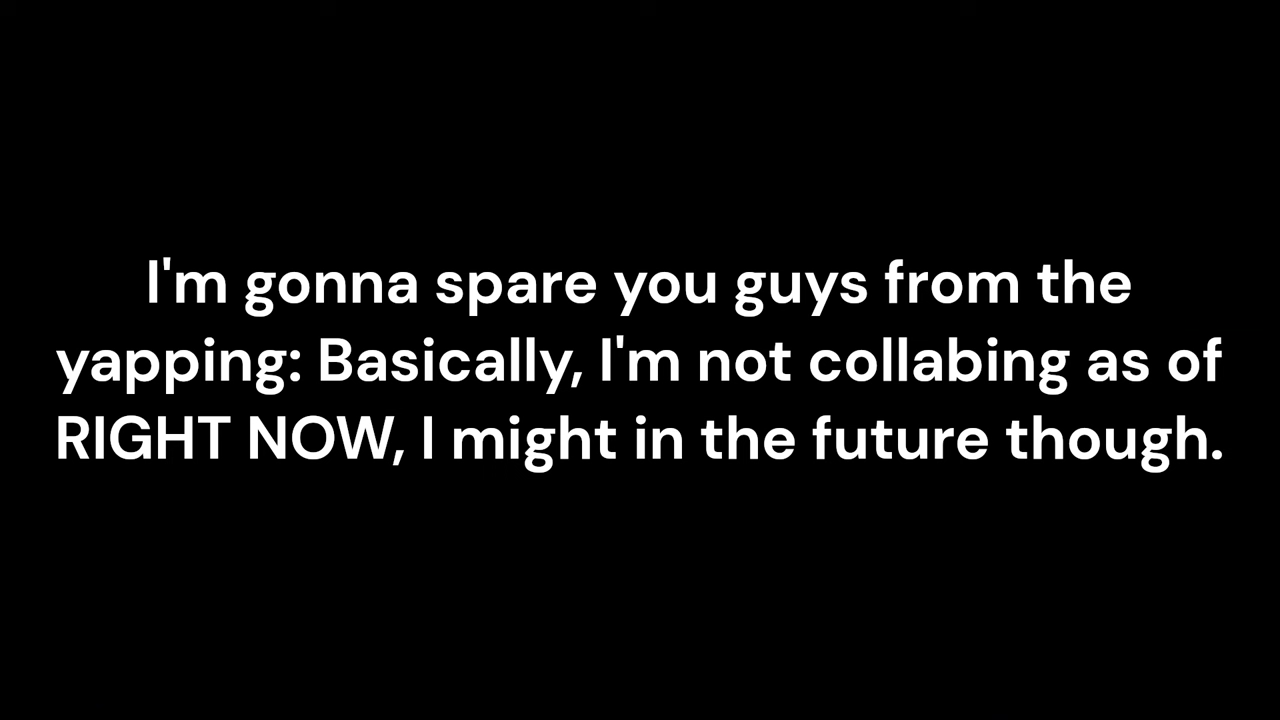 I'm gonna spare you guys from the
yapping: Basically, I'm not collabing as of
RIGHT NOW, I might in the future though.